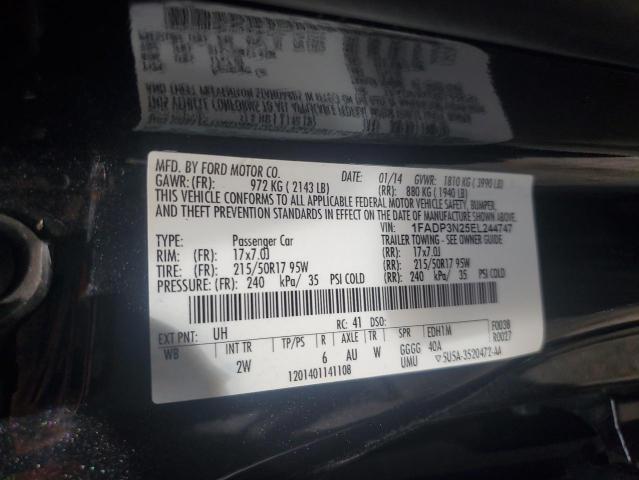 MFD. BY FORD MOTOR CO.
DATE: 01/14 GVWR: 1810 KG ( 3990 LB)
GAWR: (FR): 972 KG ( 2143 LB) (RR): 880 KG ( 1940 LB)
THIS VEHICLE CONFORMS TO ALL APPLICABLE FEDERAL MOTOR VEHICLE SAFETY, BUMPER,
AND THEFT PREVENTION STANDARDS IN EFFECT ON THE DATE OF MANUFACTURE SHOWN ABOVE.
VIN: 1FADP3N25EL244747
TYPE: Passenger Car TRAILER TOWING - SEE OWNERS GUIDE
RIM: (FR): 17x7.0J (RR): 17x7.0J
TIRE: (FR): 215/50R17 95W (RR): 215/50R17 95W
PRESSURE: (FR): 240 kPa/ 35 PSI COLD (RR): 240 kPa/ 35 PSI COLD
EXT PNT: UH RC: 41 DSO:
WB INT TR TP/PS R AXLE TR SPR EDH1M F0038
2W 6 AU W GGGG 40A R0027
UMU ▽5USA-3520472-AA
1201401141108